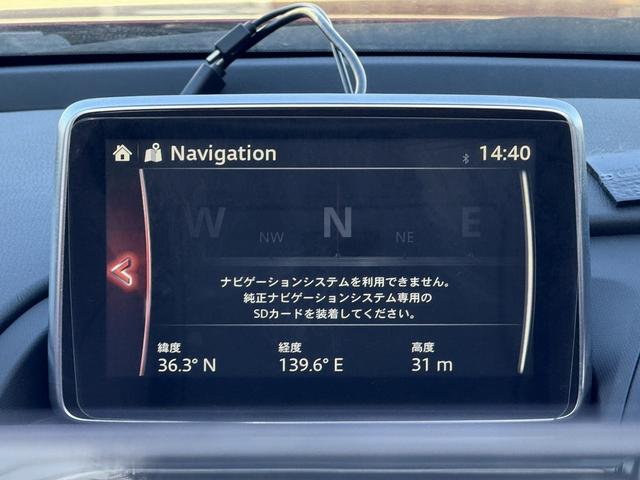 Navigation 14:40
W NW N NE E
ナビゲーションシステムを利用できません。
純正ナビゲーションシステム専用の
SDカードを装着してください。
緯度 経度 高度
36.3° N 139.6° E 31 m